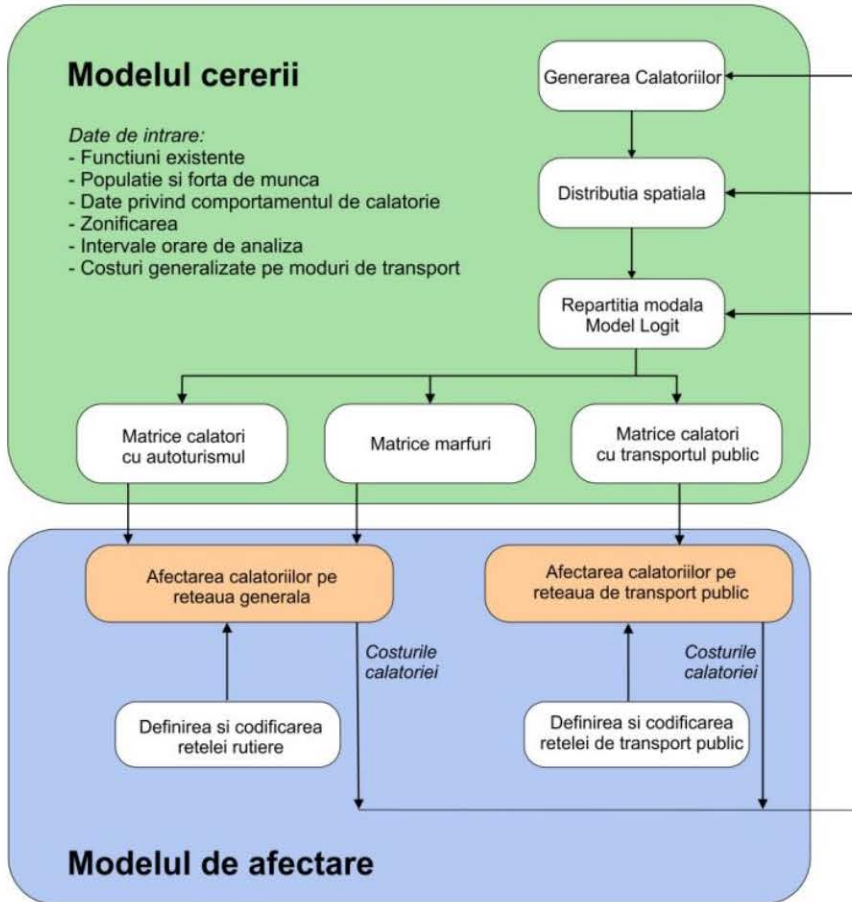 Modelul cererii
Date de intrare:
- Functiuni existente
- Populatie si forta de munca
- Date privind comportamentul de calatorie
- Zonificarea
- Intervale orare de analiza
- Costuri generalizate pe moduri de transport
Generarea Calatoriilor
Distributia spatiala
Repartitia modala
Model Logit
Matrice calatori
cu autoturismul
Matrice marfuri
Matrice calatori
cu transportul public
Afectarea calatoriilor pe
reteaua generala
Afectarea calatoriilor pe
reteaua de transport public
Costurile
calatoriei
Costurile
calatoriei
Definirea si codificarea
retelei rutiere
Definirea si codificarea
retelei de transport public
Modelul de afectare